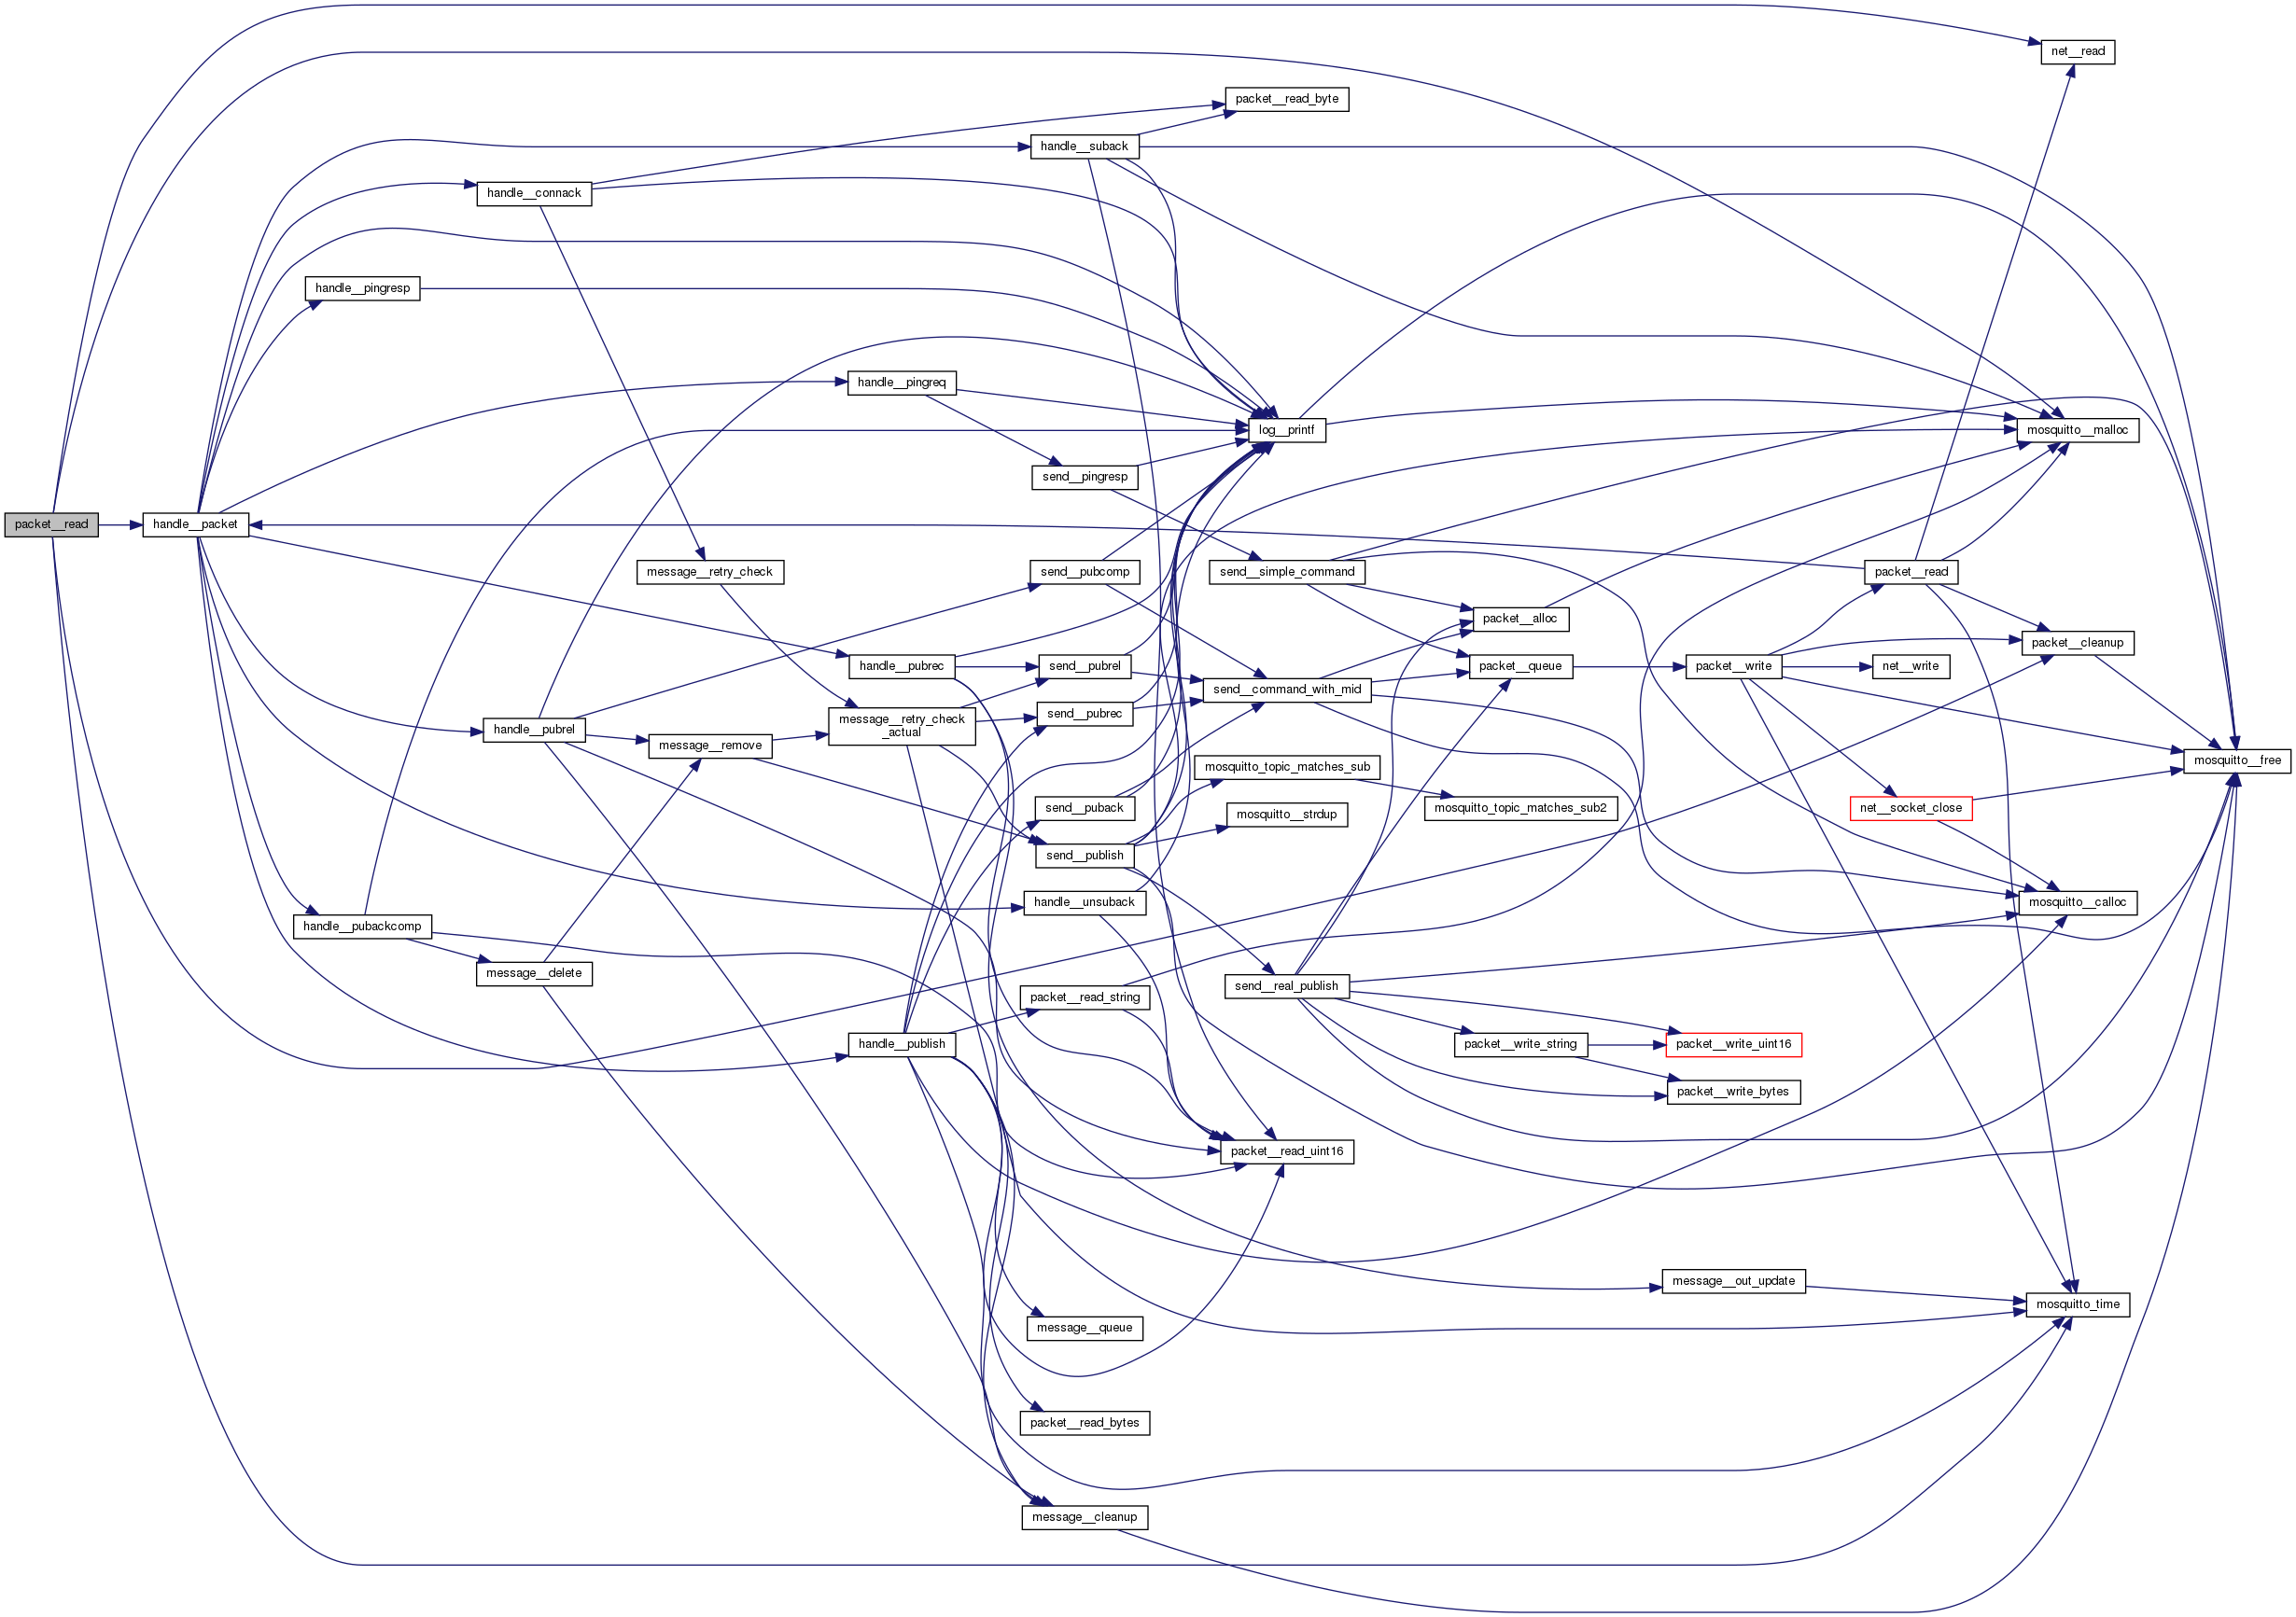 net__read
packet__read_byte
handle__suback
handle__connack
handle__pingresp
handle__pingreq
log__printf
mosquitto__malloc
send__pingresp
packet__read
handle__packet
message__retry_check
send__pubcomp
send__simple_command
packet__read
packet__alloc
packet__cleanup
handle__pubrec
send__pubrel
packet__queue
packet__write
net__write
send__command_with_mid
send__pubrec
handle__pubrel
message__retry_check
_actual
message__remove
mosquitto__free
mosquitto_topic_matches_sub
send__puback
mosquitto__strdup
mosquitto_topic_matches_sub2
net__socket_close
send__publish
handle__unsuback
mosquitto__calloc
handle__pubackcomp
message__delete
send__real_publish
packet__read_string
handle__publish
packet__write_string
packet__write_uint16
packet__write_bytes
packet__read_uint16
message__out_update
mosquitto_time
message__queue
packet__read_bytes
message__cleanup